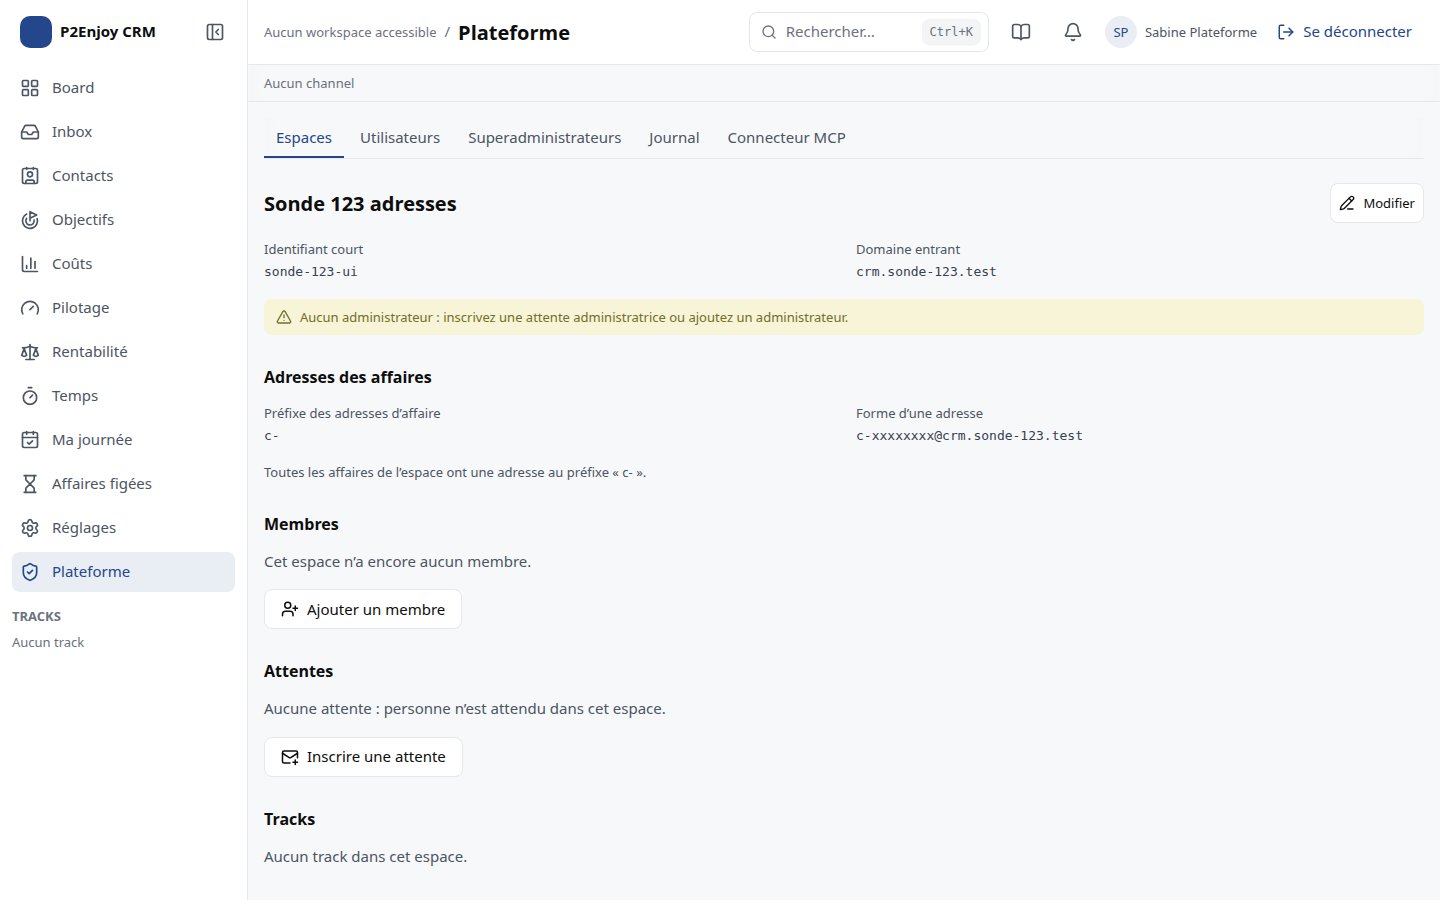 P2Enjoy CRM
Board
Inbox
Contacts
Objectifs
Coûts
Pilotage
Rentabilité
Temps
Ma journée
Affaires figées
Réglages
Plateforme
TRACKS
Aucun track
Aucun workspace accessible / Plateforme
Rechercher... Ctrl+K
SP Sabine Plateforme
Se déconnecter
Aucun channel
Espaces Utilisateurs Superadministrateurs Journal Connecteur MCP
Sonde 123 adresses
Modifier
Identifiant court
sonde-123-ui
Domaine entrant
crm.sonde-123.test
Aucun administrateur : inscrivez une attente administratrice ou ajoutez un administrateur.
Adresses des affaires
Préfixe des adresses d’affaire
c-
Forme d’une adresse
c-xxxxxxxx@crm.sonde-123.test
Toutes les affaires de l’espace ont une adresse au préfixe « c- ».
Membres
Cet espace n’a encore aucun membre.
Ajouter un membre
Attentes
Aucune attente : personne n’est attendu dans cet espace.
Inscrire une attente
Tracks
Aucun track dans cet espace.